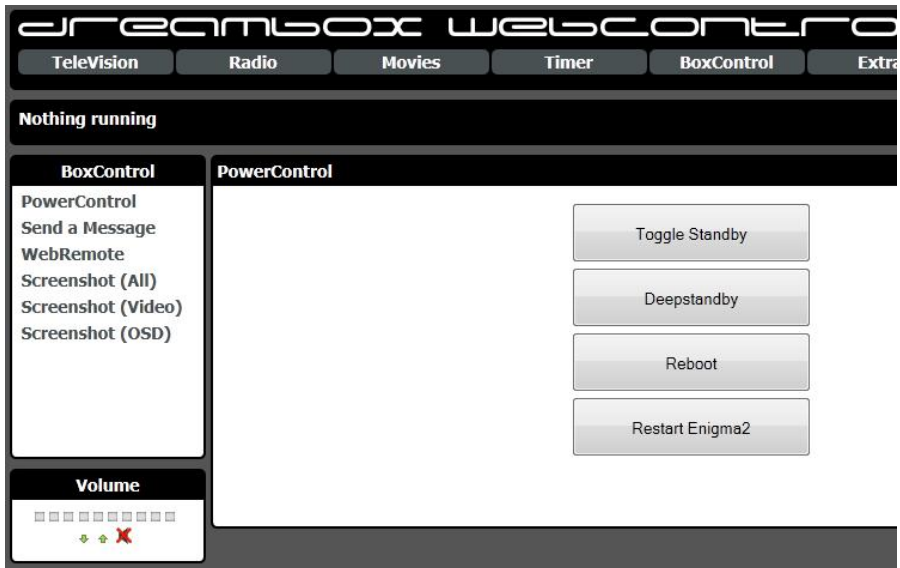 dreambox webcontro
TeleVision Radio Movies Timer BoxControl Extra
Nothing running
BoxControl
PowerControl
Send a Message
WebRemote
Screenshot (All)
Screenshot (Video)
Screenshot (OSD)
PowerControl
Toggle Standby
Deepstandby
Reboot
Restart Enigma2
Volume